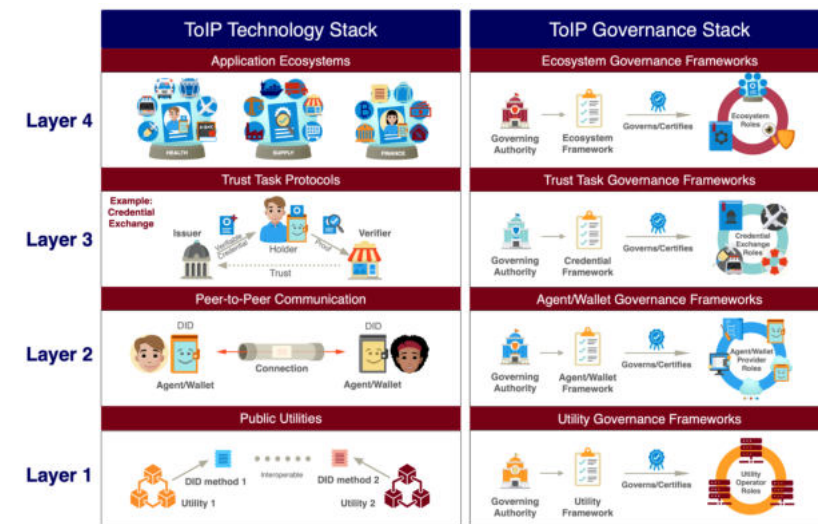 ToIP Technology Stack
ToIP Governance Stack
Application Ecosystems
Ecosystem Governance Frameworks
Layer 4
HEALTH
SUPPLY
FINANCE
Governing
Authority
Ecosystem
Framework
Governs/Certifies
Ecosystem
Roles
Trust Task Protocols
Trust Task Governance Frameworks
Layer 3
Example:
Credential
Exchange
Issuer
Verifiable
Credential
Holder
Proof
Verifier
Trust
Governing
Authority
Credential
Framework
Governs/Certifies
Credential
Exchange
Roles
Peer-to-Peer Communication
Agent/Wallet Governance Frameworks
Layer 2
DID
DID
Connection
Agent/Wallet
Agent/Wallet
Governing
Authority
Agent/Wallet
Framework
Governs/Certifies
Agent/Wallet
Provider
Roles
Public Utilities
Utility Governance Frameworks
Layer 1
DID method 1
Interoperable
DID method 2
Utility 1
Utility 2
Governing
Authority
Utility
Framework
Governs/Certifies
Utility
Operator
Roles